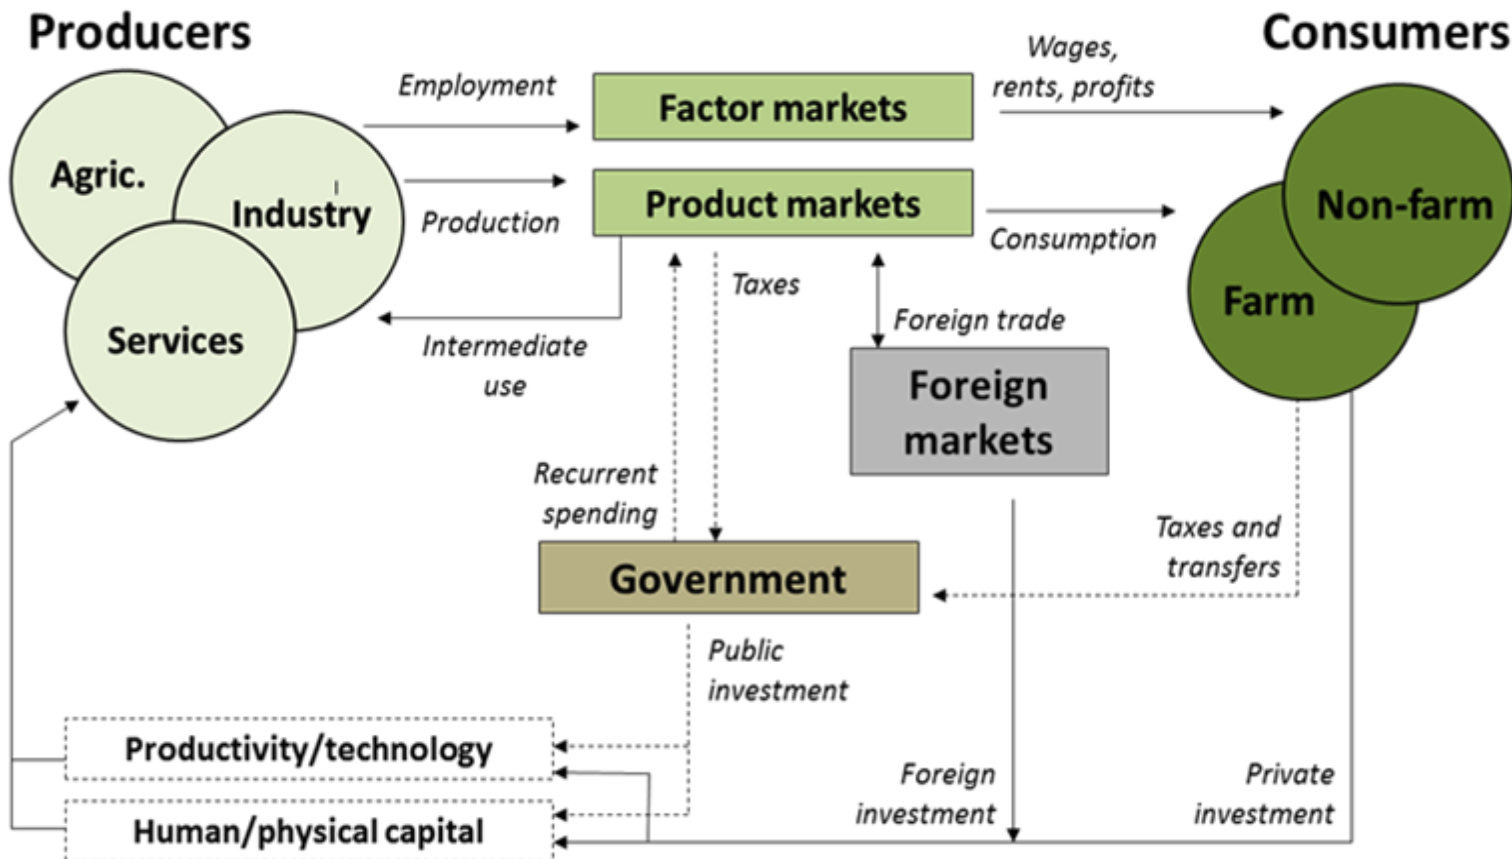 Producers
Consumers
Employment
Factor markets
Wages,
rents, profits
Agric.
Industry
Services
Production
Product markets
Consumption
Non-farm
Farm
Intermediate
use
Taxes
Foreign trade
Foreign
markets
Recurrent
spending
Government
Taxes and
transfers
Public
investment
Productivity/technology
Human/physical capital
Foreign
investment
Private
investment